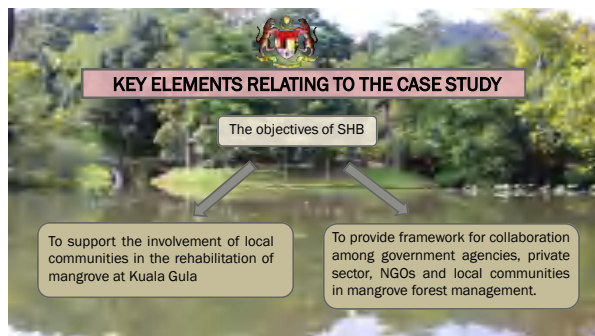 KEY ELEMENTS RELATING TO THE CASE STUDY
The objectives of SHB
To support the involvement of local
communities in the rehabilitation of
mangrove at Kuala Gula
To provide framework for collaboration
among government agencies, private
sector, NGOs and local communities
in mangrove forest management.